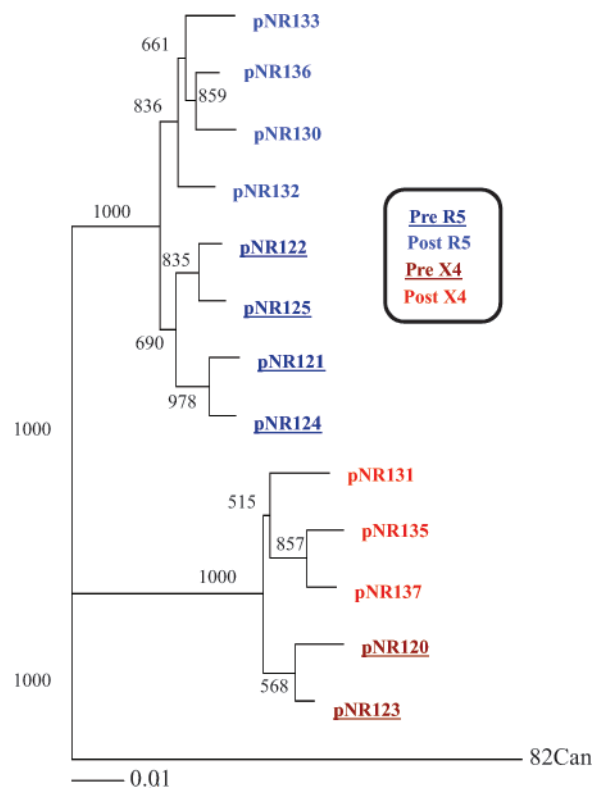 pNR133
661
pNR136
859
836
pNR130
pNR132
1000
Pre R5
Post R5
Pre X4
Post X4
pNR122
835
pNR125
690
pNR121
978
pNR124
1000
pNR131
515
pNR135
857
1000
pNR137
pNR120
568
1000
pNR123
82Can
0.01